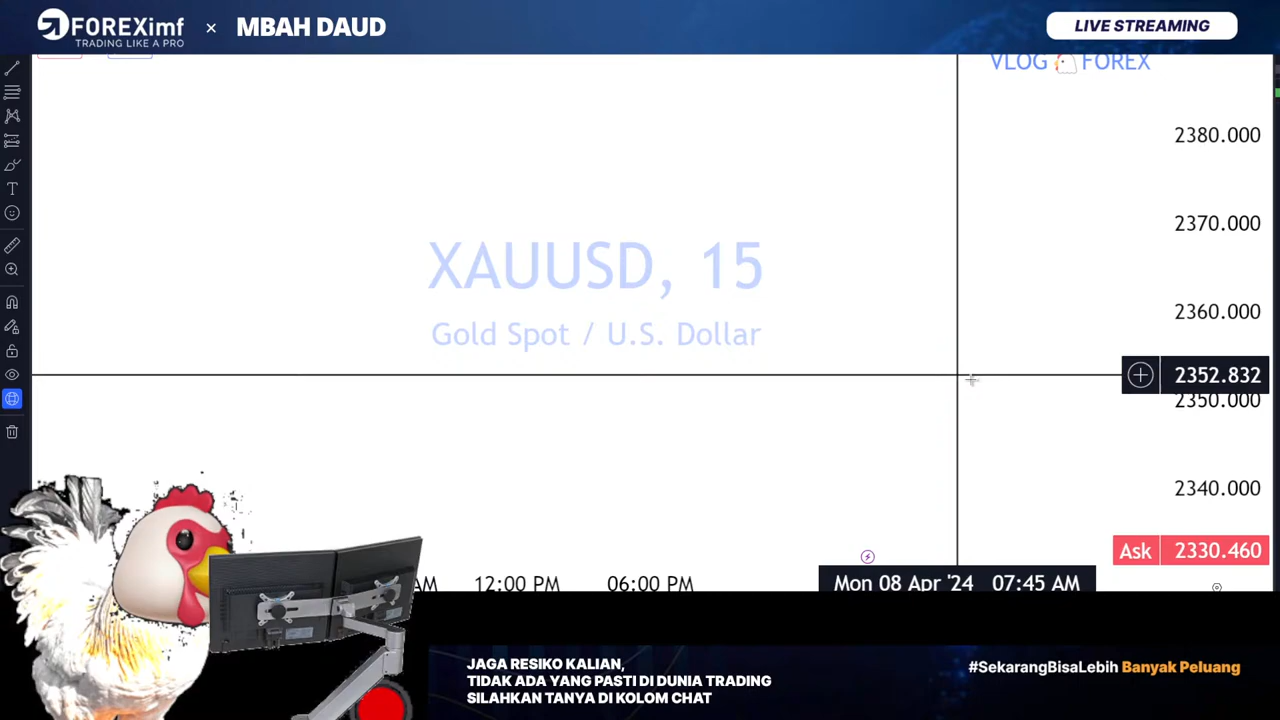 FOREXimf
TRADING LIKE A PRO
×
MBAH DAUD
LIVE STREAMING
VLOG FOREX
2380.000
2370.000
XAUUSD, 15
Gold Spot / U.S. Dollar
2360.000
2352.832
2350.000
2340.000
Ask 2330.460
AM 12:00 PM 06:00 PM
Mon 08 Apr '24 07:45 AM
JAGA RESIKO KALIAN,
TIDAK ADA YANG PASTI DI DUNIA TRADING
SILAHKAN TANYA DI KOLOM CHAT
#SekarangBisaLebih Banyak Peluang